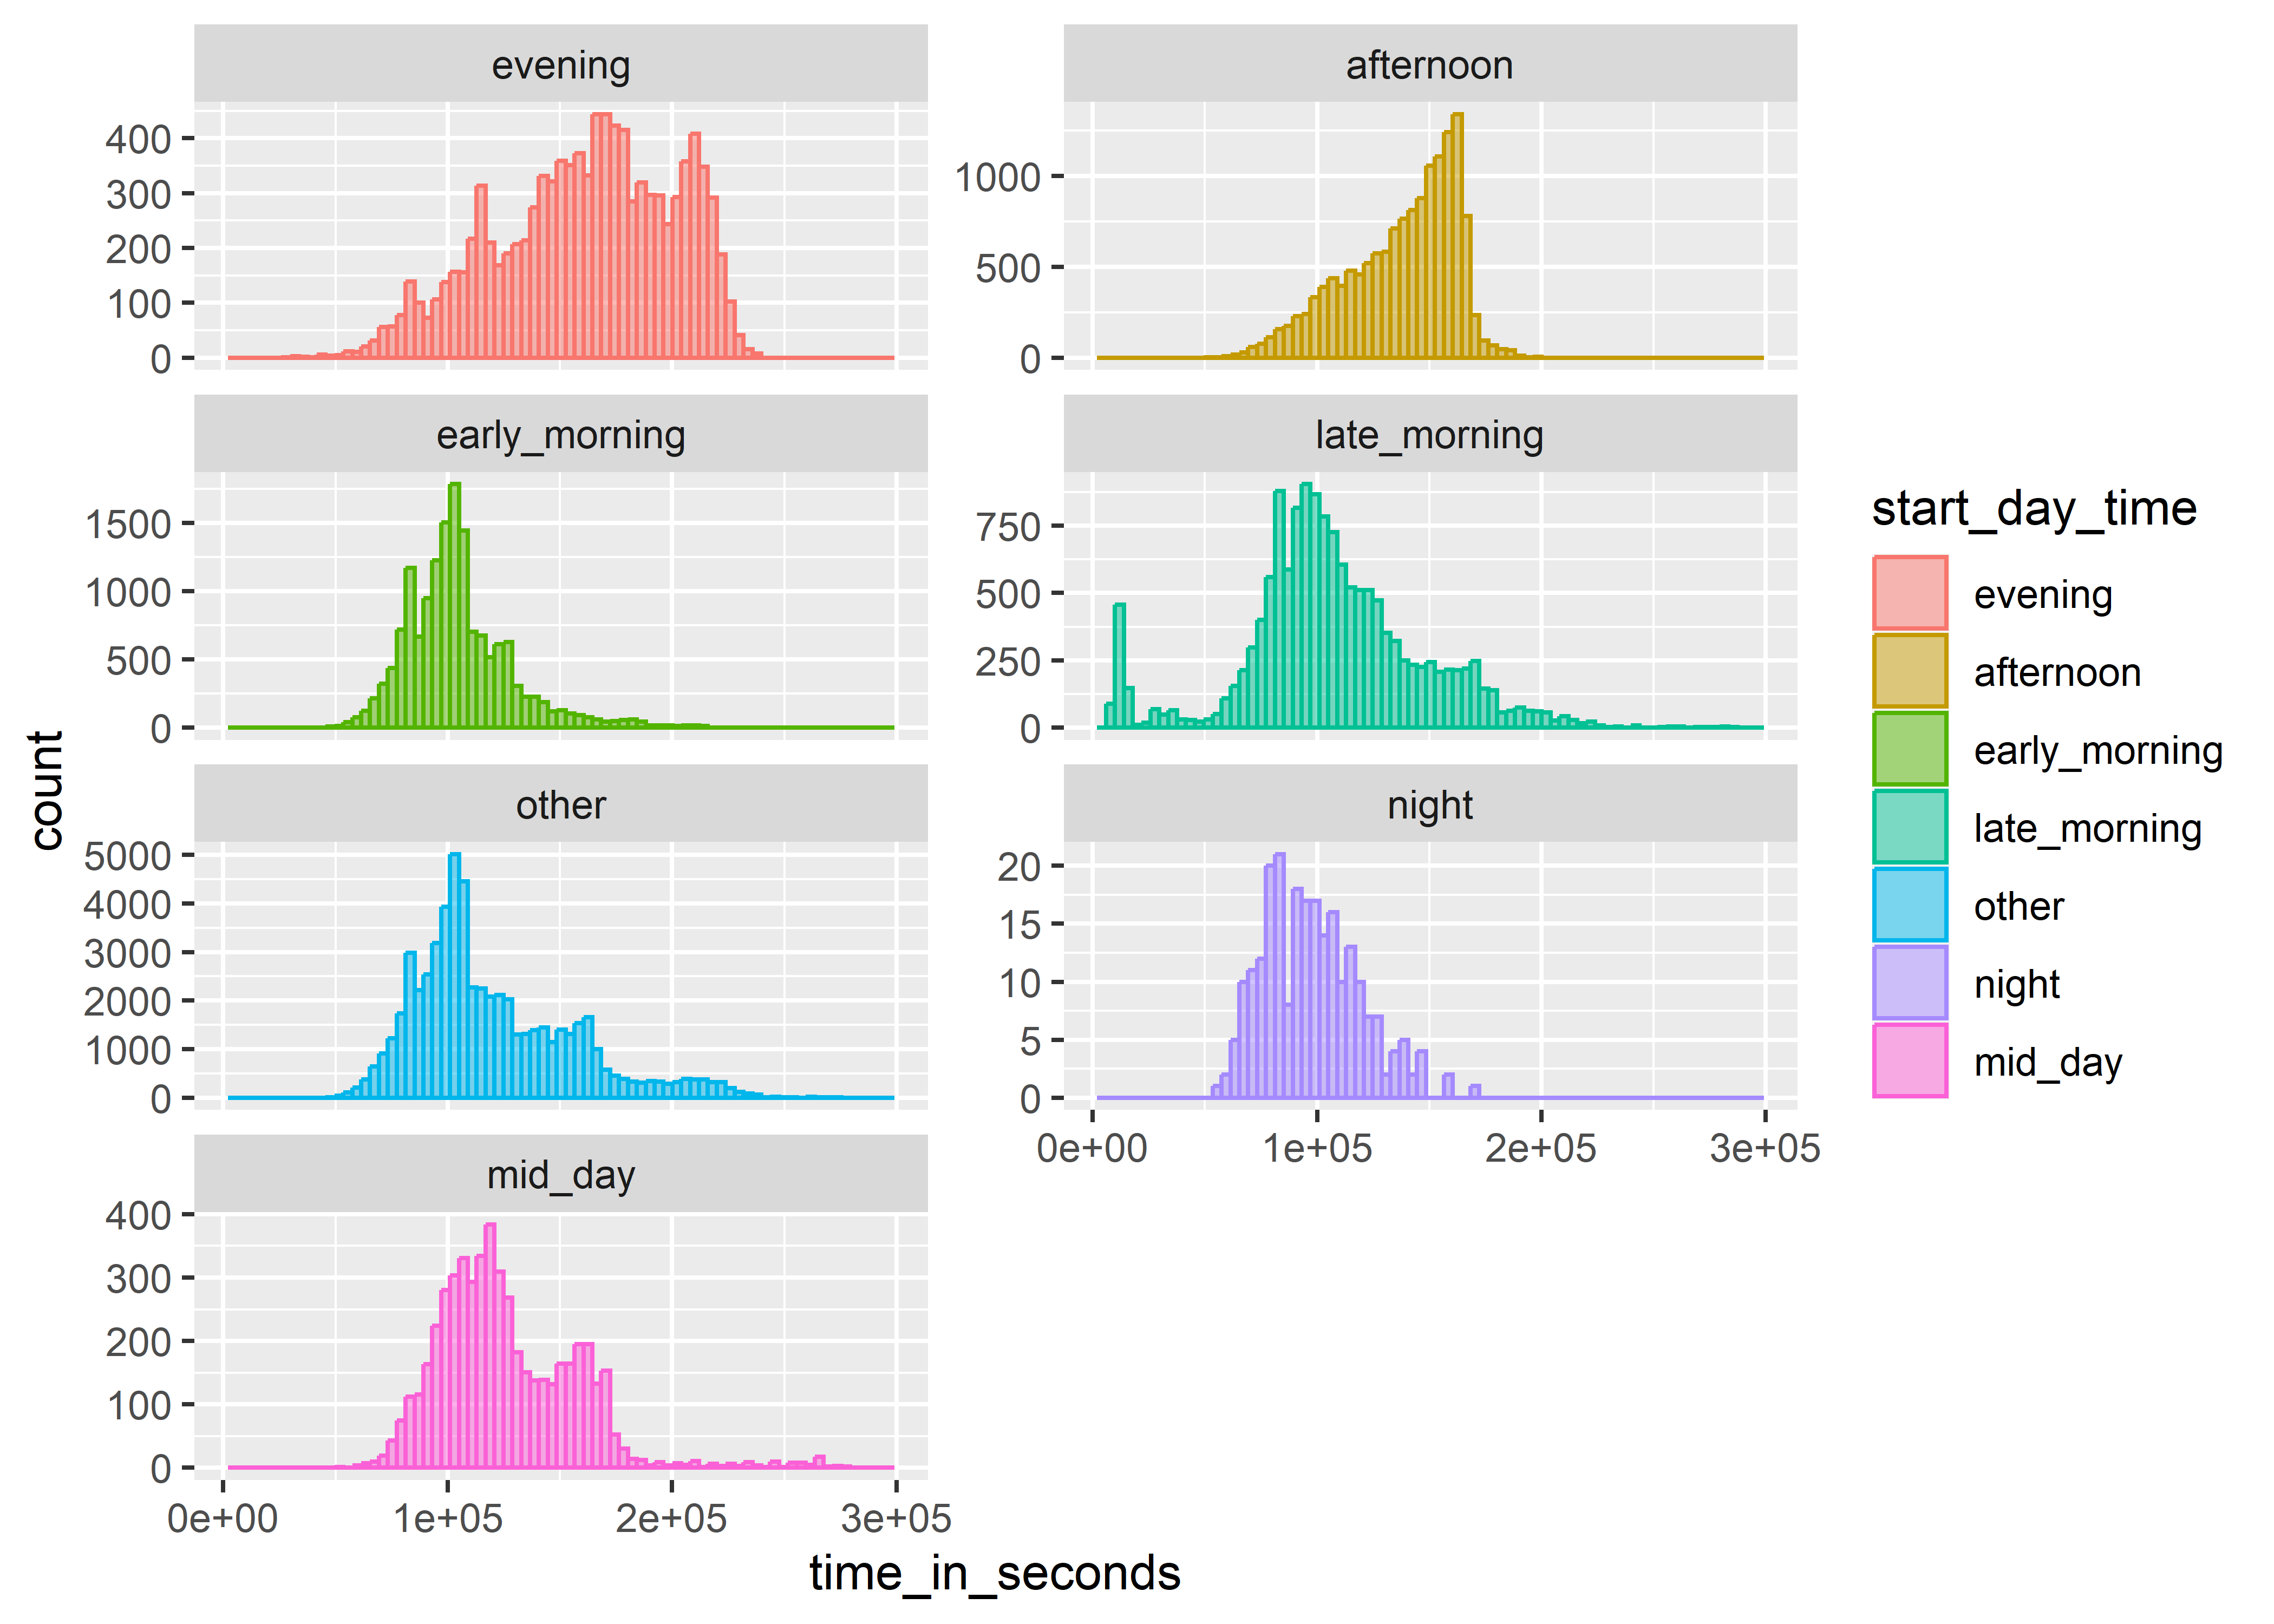 evening
afternoon
400
300
200
100
0
1000
500
0
early_morning
late_morning
1500
1000
500
0
750
500
250
0
other
night
5000
4000
3000
2000
1000
0
20
15
10
5
0
0e+00 1e+05 2e+05 3e+05
mid_day
400
300
200
100
0
0e+00 1e+05 2e+05 3e+05
time_in_seconds
count
start_day_time
evening
afternoon
early_morning
late_morning
other
night
mid_day